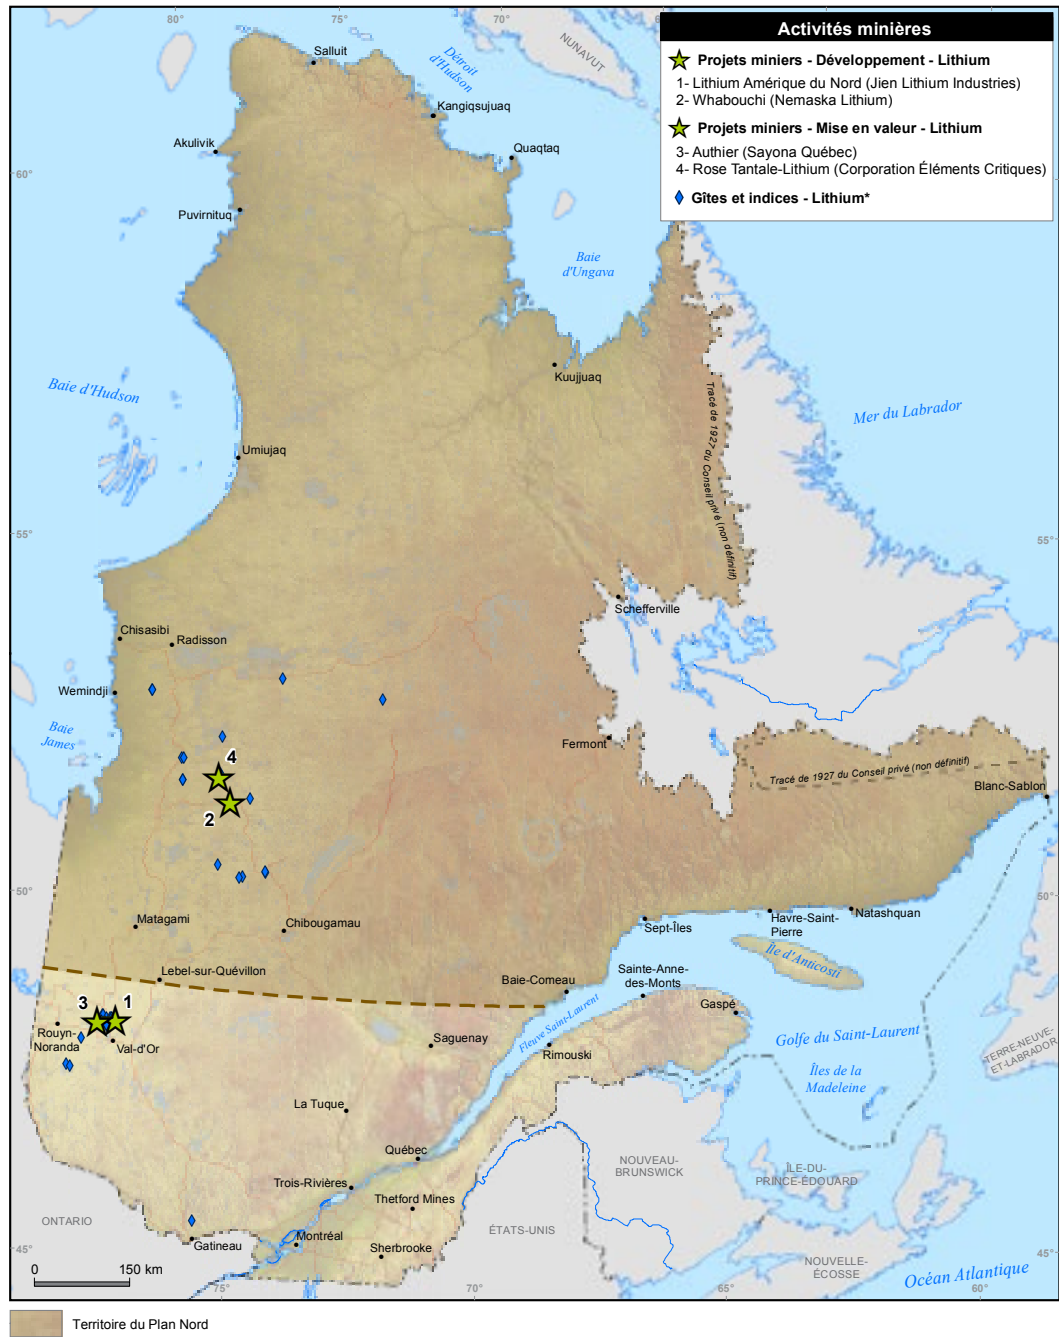 80°
75°
70°
Activités minières
Projets miniers - Développement - Lithium
1- Lithium Amérique du Nord (Jien Lithium Industries)
2- Whabouchi (Nemaska Lithium)
Projets miniers - Mise en valeur - Lithium
3- Authier (Sayona Québec)
4- Rose Tantale-Lithium (Corporation Éléments Critiques)
Gîtes et indices - Lithium*
Salluit
Détroit
d'Hudson
NUNAVUT
Kangiqsujuaq
Akulivik
Quaqtaq
60°
Puvirnituq
Baie
d'Ungava
Kuujjuaq
Baie d'Hudson
Mer du Labrador
Tracé de 1927 du Conseil privé (non définitif)
Umiujaq
55°
55°
Schefferville
Chisasibi
Radisson
Wemindji
Baie
James
Fermont
4
Tracé de 1927 du Conseil privé (non définitif)
Blanc-Sablon
2
50°
50°
Matagami
Chibougamau
Sept-Îles
Havre-Saint-
Pierre
Natashquan
Île d'Anticosti
Lebel-sur-Quévillon
Baie-Comeau
Sainte-Anne-
des-Monts
Gaspé
3
1
Rouyn-
Noranda
Val-d'Or
Saguenay
Fleuve Saint-Laurent
Rimouski
Golfe du Saint-Laurent
TERRE-NEUVE-
ET-LABRADOR
Îles de la
Madeleine
La Tuque
Québec
NOUVEAU-
BRUNSWICK
ÎLE-DU-
PRINCE-ÉDOUARD
Trois-Rivières
Thetford Mines
ONTARIO
ÉTATS-UNIS
Gatineau
Montréal
Sherbrooke
NOUVELLE-
ÉCOSSE
Océan Atlantique
45°
45°
0 150 km
75°
70°
60°
Territoire du Plan Nord